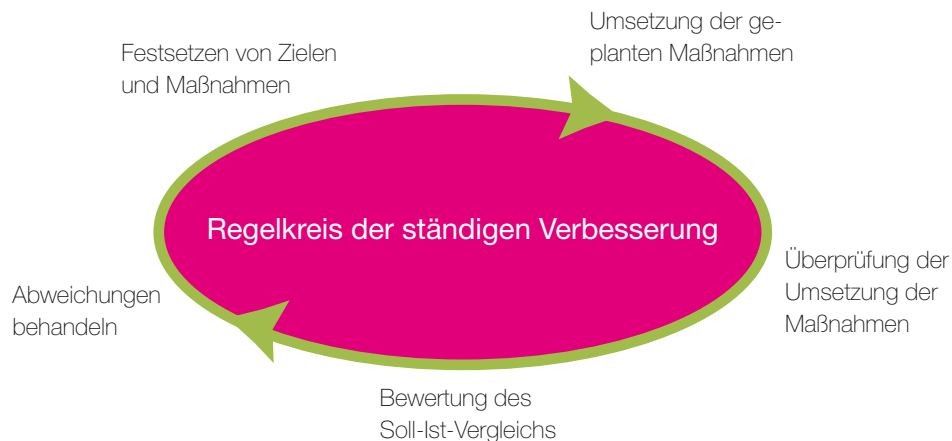 Festsetzen von Zielen
und Maßnahmen
Umsetzung der ge-
planten Maßnahmen
Regelkreis der ständigen Verbesserung
Überprüfung der
Umsetzung der
Maßnahmen
Abweichungen
behandeln
Bewertung des
Soll-Ist-Vergleichs